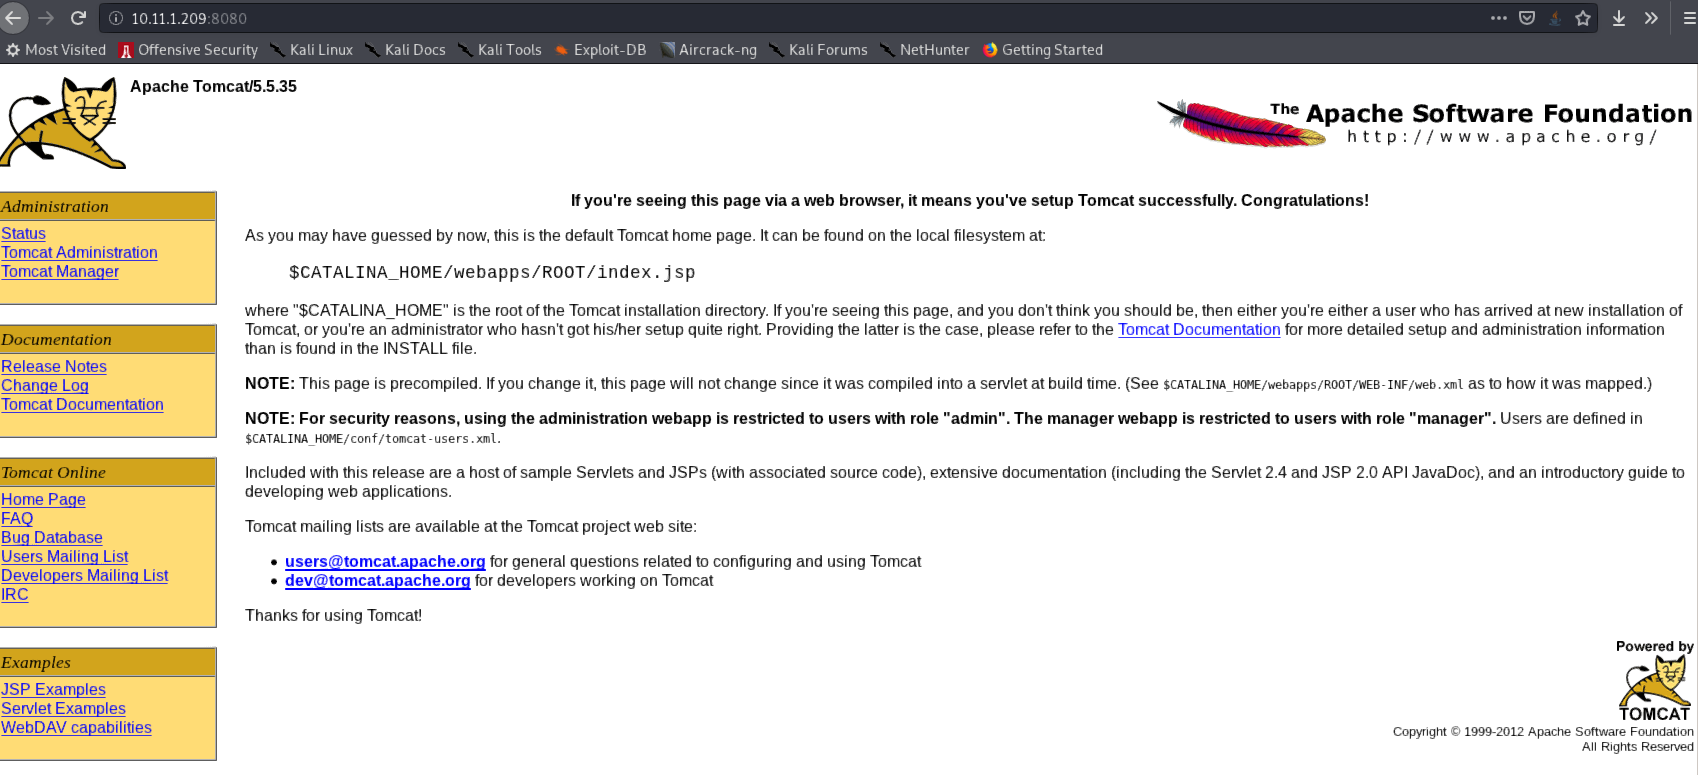 10.11.1.209:8080
Most Visited Offensive Security Kali Linux Kali Docs Kali Tools Exploit-DB Aircrack-ng Kali Forums NetHunter Getting Started
Apache Tomcat/5.5.35
The Apache Software Foundation
http://www.apache.org/
Administration
Status
Tomcat Administration
Tomcat Manager
Documentation
Release Notes
Change Log
Tomcat Documentation
Tomcat Online
Home Page
FAQ
Bug Database
Users Mailing List
Developers Mailing List
IRC
Examples
JSP Examples
Servlet Examples
WebDAV capabilities
If you're seeing this page via a web browser, it means you've setup Tomcat successfully. Congratulations!
As you may have guessed by now, this is the default Tomcat home page. It can be found on the local filesystem at:
$CATALINA_HOME/webapps/ROOT/index.jsp
where "$CATALINA_HOME" is the root of the Tomcat installation directory. If you're seeing this page, and you don't think you should be, then either you're either a user who has arrived at new installation of
Tomcat, or you're an administrator who hasn't got his/her setup quite right. Providing the latter is the case, please refer to the Tomcat Documentation for more detailed setup and administration information
than is found in the INSTALL file.
NOTE: This page is precompiled. If you change it, this page will not change since it was compiled into a servlet at build time. (See $CATALINA_HOME/webapps/ROOT/WEB-INF/web.xml as to how it was mapped.)
NOTE: For security reasons, using the administration webapp is restricted to users with role "admin". The manager webapp is restricted to users with role "manager". Users are defined in
$CATALINA_HOME/conf/tomcat-users.xml.
Included with this release are a host of sample Servlets and JSPs (with associated source code), extensive documentation (including the Servlet 2.4 and JSP 2.0 API JavaDoc), and an introductory guide to
developing web applications.
Tomcat mailing lists are available at the Tomcat project web site:
users@tomcat.apache.org for general questions related to configuring and using Tomcat
dev@tomcat.apache.org for developers working on Tomcat
Thanks for using Tomcat!
Powered by
TOMCAT
Copyright © 1999-2012 Apache Software Foundation
All Rights Reserved